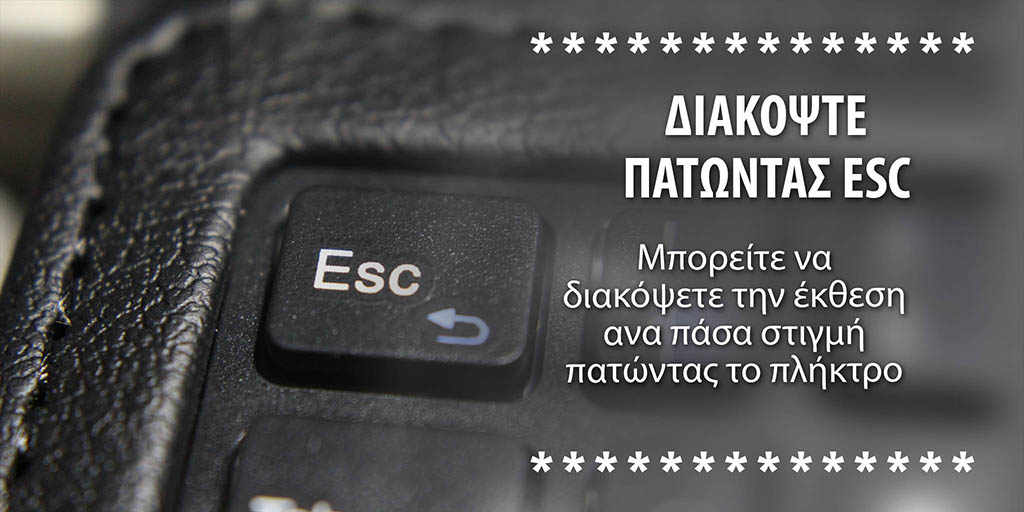 **************
ΔΙΑΚΟΨΤΕ
ΠΑΤΩΝΤΑΣ ESC
Esc
Μπορείτε να
διακόψετε την έκθεση
ανα πάσα στιγμή
πατώντας το πλήκτρο
**************